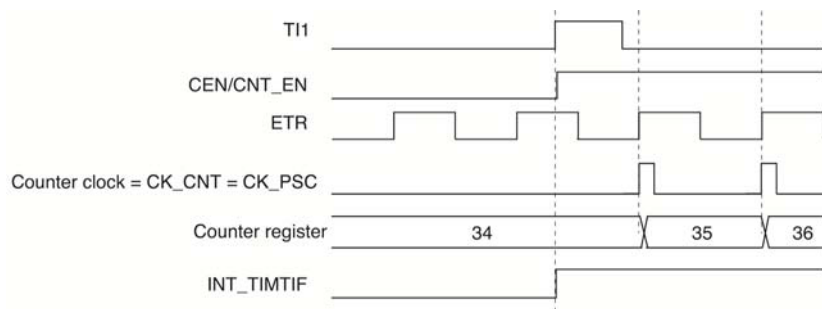 TI1
CEN/CNT_EN
ETR
Counter clock = CK_CNT = CK_PSC
Counter register 34 35 36
INT_TIMTIF